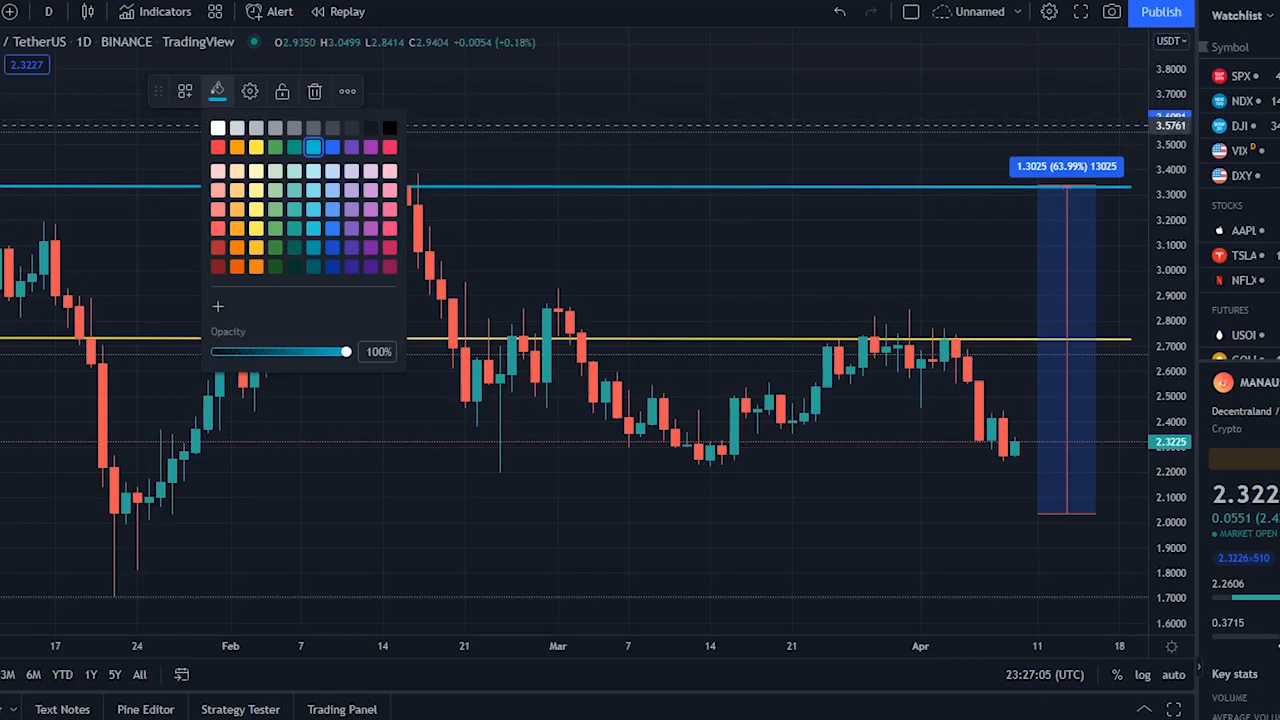 D Indicators Alert Replay Unnamed Publish
/ TetherUS · 1D · BINANCE · TradingView O2.9350 H3.0499 L2.8414 C2.9404 +0.0054 (+0.18%) USDT
2.3227
3.8000
3.7000
3.5761
3.5000
3.4000
3.3000
3.2000
3.1000
3.0000
2.9000
2.8000
2.7000
2.6000
2.5000
2.4000
2.3225
2.2000
2.1000
2.0000
1.9000
1.8000
1.7000
1.6000
1.3025 (63.99%) 13025
Opacity
100%
17 24 Feb 7 14 21 Mar 7 14 21 Apr 11 18
3M 6M YTD 1Y 5Y All 23:27:05 (UTC) % log auto
Text Notes Pine Editor Strategy Tester Trading Panel
Watchlist
Symbol
SPX
NDX
DJI
VIX D
DXY
STOCKS
AAPL
TSLA
NFLX
FUTURES
USOI
MANAU
Decentraland /
Crypto
2.322
0.0551 (2.4
MARKET OPEN
2.3226×510
2.2606
0.3715
Key stats
VOLUME